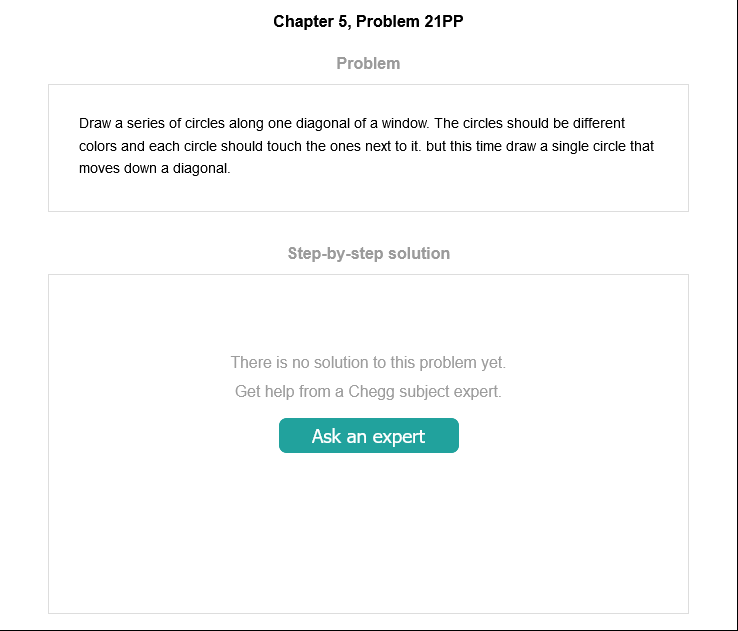 Chapter 5, Problem 21PP
Problem
Draw a series of circles along one diagonal of a window. The circles should be different
colors and each circle should touch the ones next to it. but this time draw a single circle that
moves down a diagonal.
Step-by-step solution
There is no solution to this problem yet.
Get help from a Chegg subject expert.
Ask an expert